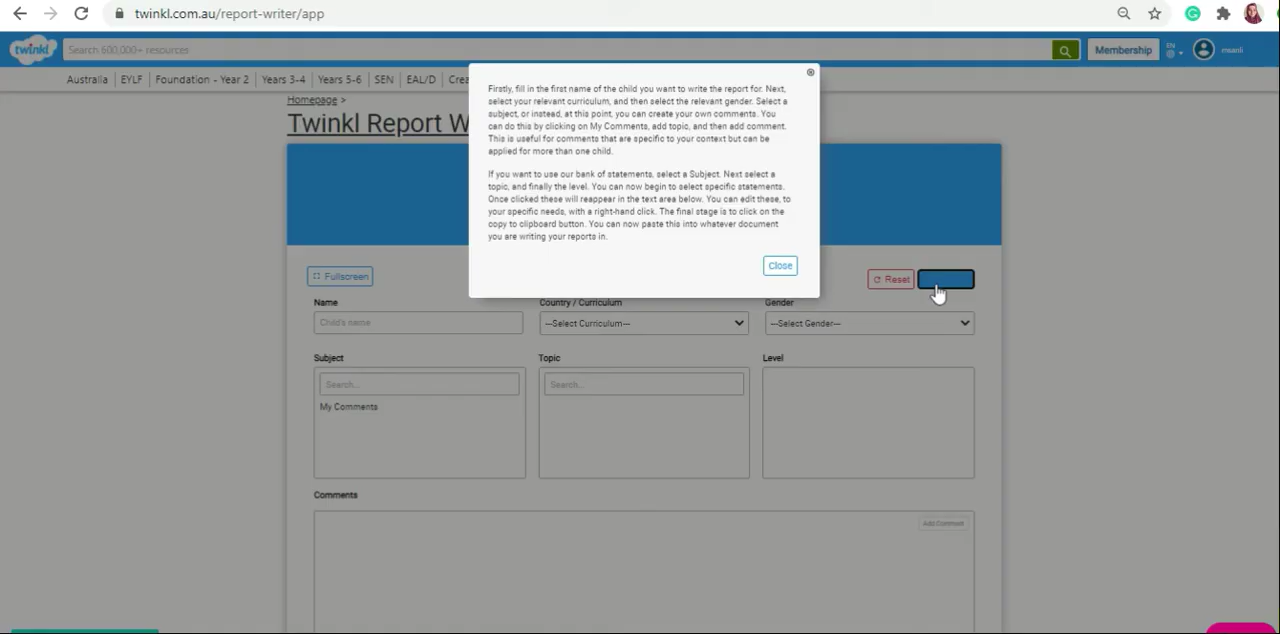 twinkl.com.au/report-writer/app
twinkl
Search 600,000+ resources
Membership
EN
msanli
Australia
EYLF
Foundation - Year 2
Years 3-4
Years 5-6
SEN
EAL/D
Crea
Homepage >
Twinkl Report W
Firstly, fill in the first name of the child you want to write the report for. Next,
select your relevant curriculum, and then select the relevant gender. Select a
subject, or instead, at this point, you can create your own comments. You
can do this by clicking on My Comments, add topic, and then add comment.
This is useful for comments that are specific to your context but can be
applied for more than one child.
If you want to use our bank of statements, select a Subject. Next select a
topic, and finally the level. You can now begin to select specific statements.
Once clicked these will reappear in the text area below. You can edit these, to
your specific needs, with a right-hand click. The final stage is to click on the
copy to clipboard button. You can now paste this into whatever document
you are writing your reports in.
Close
Fullscreen
Reset
Name
Country / Curriculum
Gender
Child's name
---Select Curriculum---
---Select Gender---
Subject
Topic
Level
Search...
Search...
My Comments
Comments
Add Comment